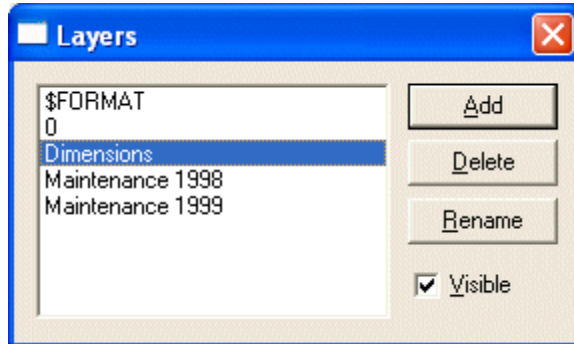 Layers
$FORMAT
0
Dimensions
Maintenance 1998
Maintenance 1999
Add
Delete
Rename
Visible